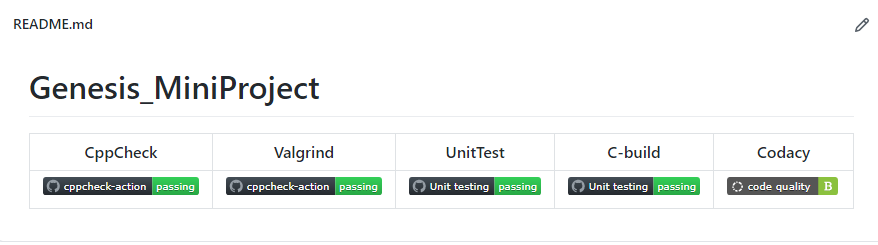 README.md
Genesis_MiniProject
CppCheck Valgrind UnitTest C-build Codacy
cppcheck-action passing cppcheck-action passing Unit testing passing Unit testing passing code quality B